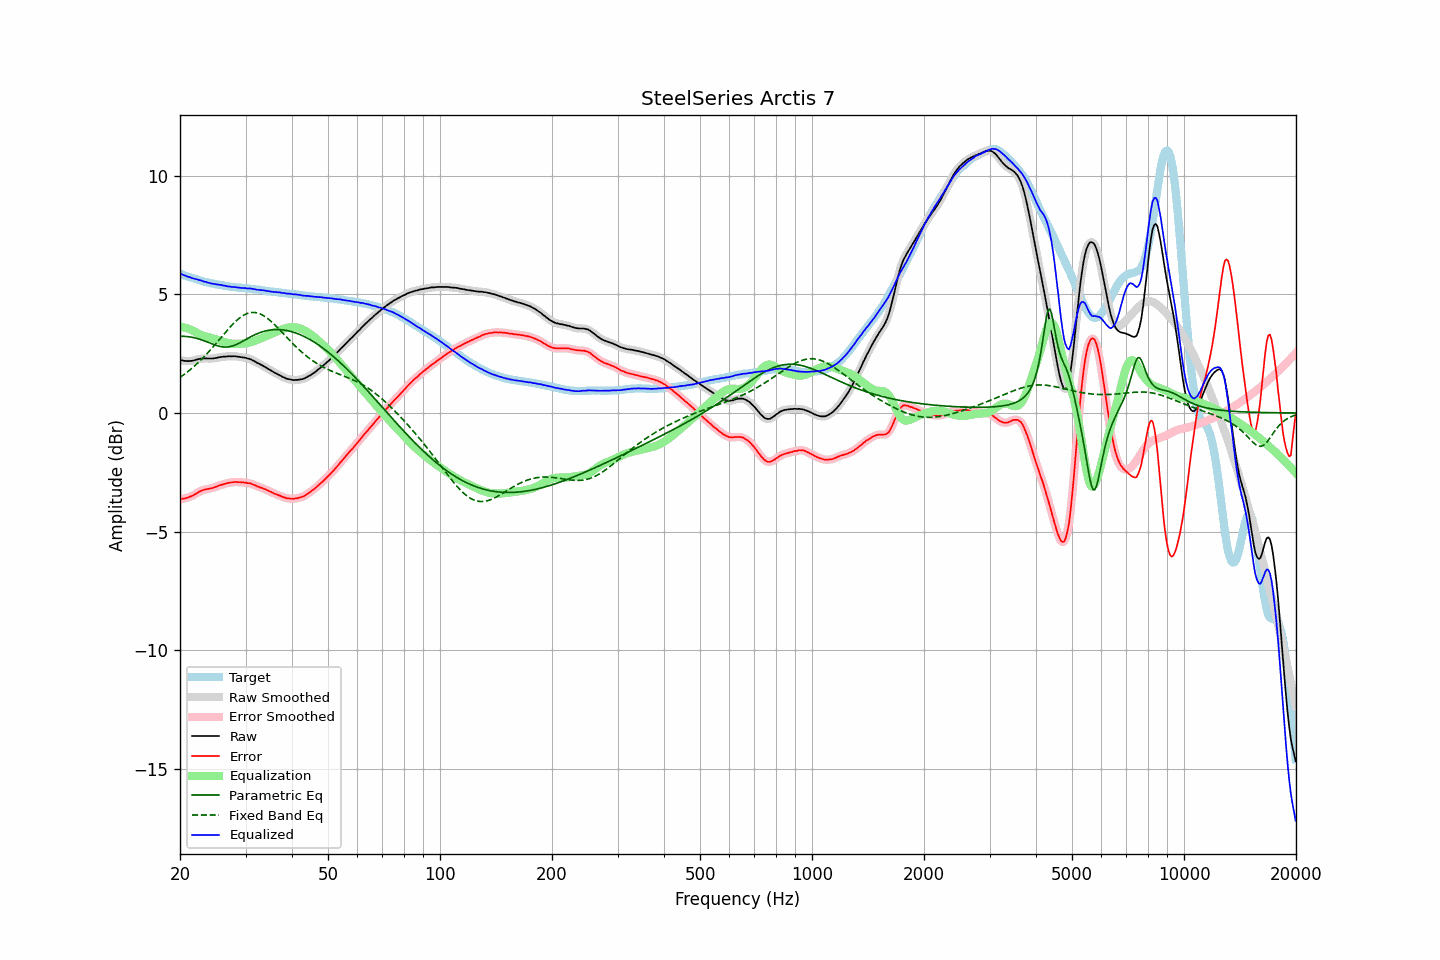 SteelSeries Arctis 7
Amplitude (dBr)
10
5
0
−5
−10
−15
Target
Raw Smoothed
Error Smoothed
Raw
Error
Equalization
Parametric Eq
Fixed Band Eq
Equalized
20 50 100 200 500 1000 2000 5000 10000 20000
Frequency (Hz)